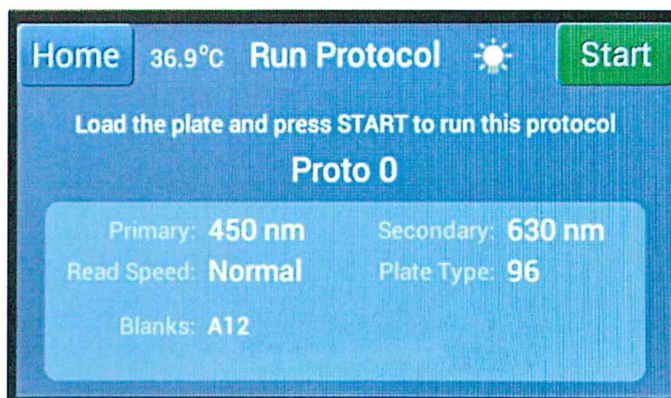 Home 36.9°C Run Protocol Start
Load the plate and press START to run this protocol
Proto 0
Primary: 450 nm Secondary: 630 nm
Read Speed: Normal Plate Type: 96
Blanks: A12